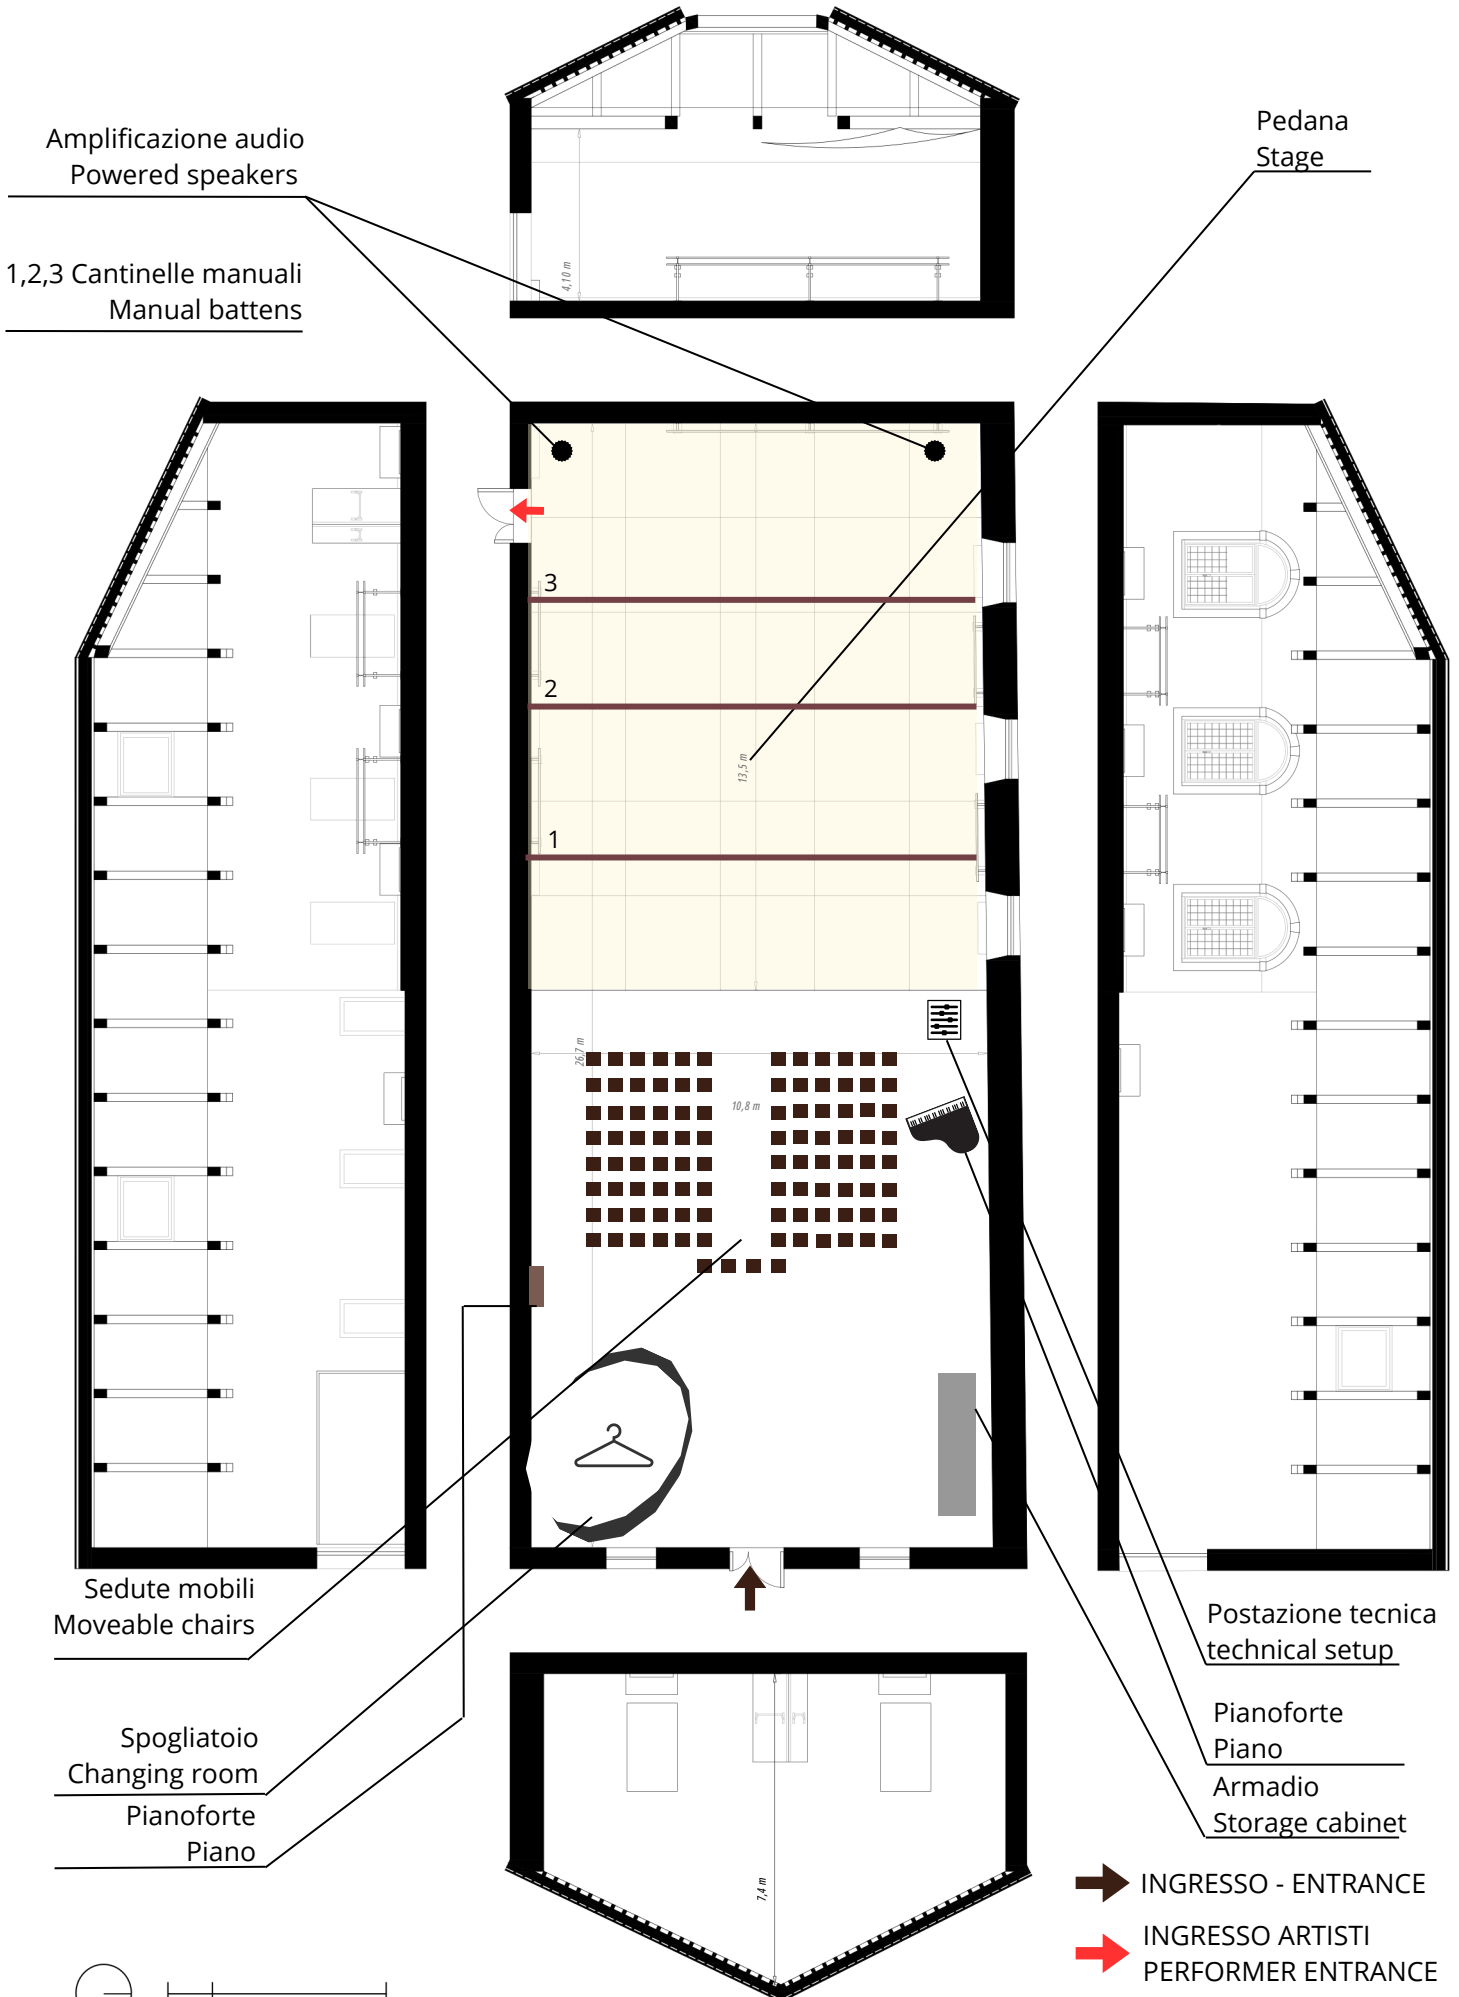 Amplificazione audio
Powered speakers
Pedana
Stage
1,2,3 Cantinelle manuali
Manual battens
4,10 m
3
2
13,5 m
1
26,7 m
10,8 m
Sedute mobili
Moveable chairs
Spogliatoio
Changing room
Pianoforte
Piano
Postazione tecnica
technical setup
Pianoforte
Piano
Armadio
Storage cabinet
7,4 m
INGRESSO - ENTRANCE
INGRESSO ARTISTI
PERFORMER ENTRANCE